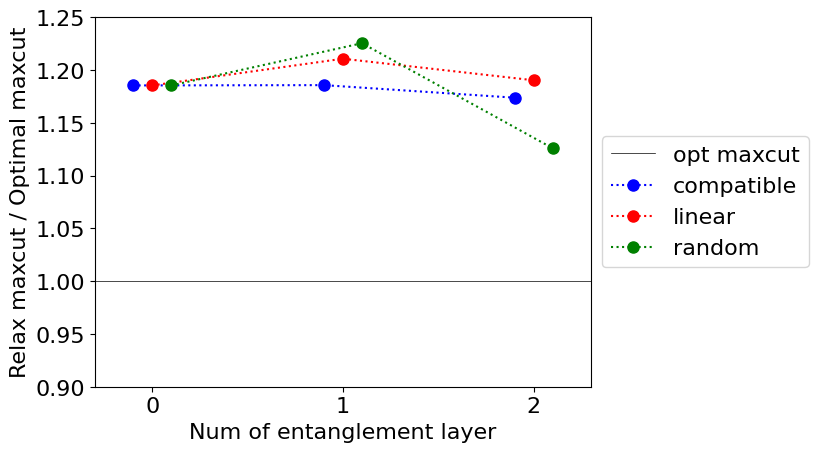 Relax maxcut / Optimal maxcut
1.25
1.20
1.15
1.10
1.05
1.00
0.95
0.90
0
1
2
Num of entanglement layer
opt maxcut
compatible
linear
random